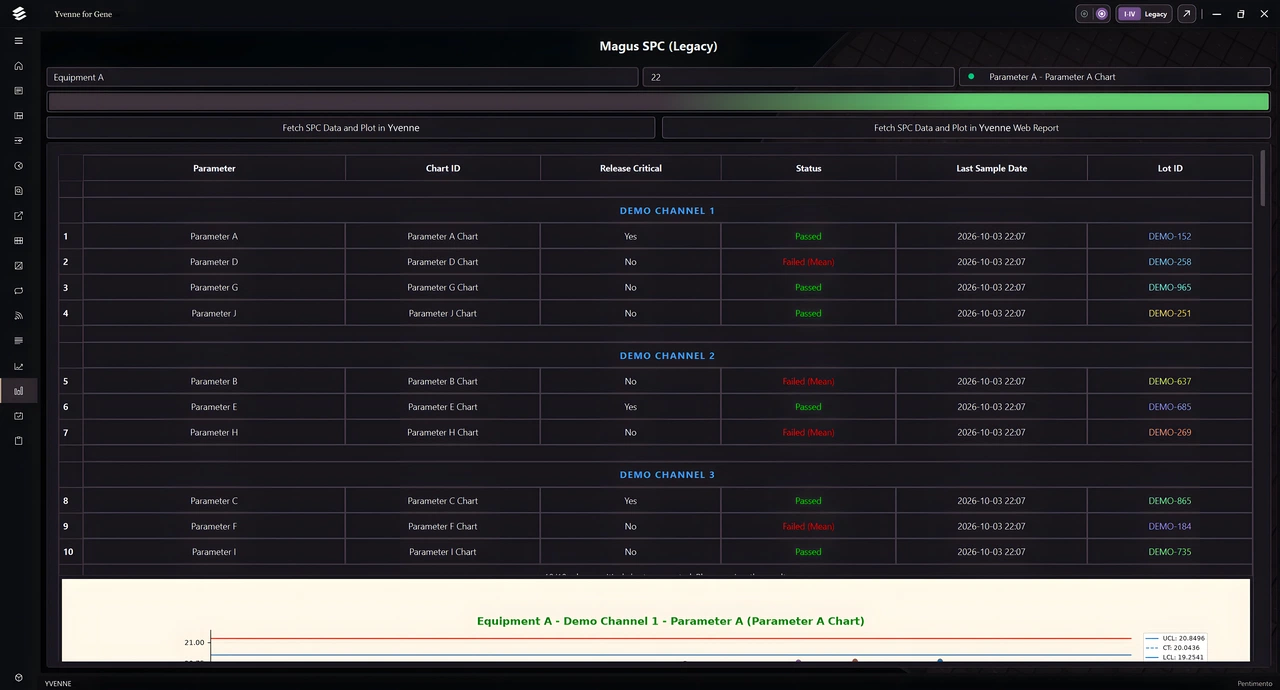 Yvenne for Gene
I-IV Legacy
Magus SPC (Legacy)
Equipment A 22 Parameter A - Parameter A Chart
Fetch SPC Data and Plot in Yvenne Fetch SPC Data and Plot in Yvenne Web Report
Parameter Chart ID Release Critical Status Last Sample Date Lot ID
DEMO CHANNEL 1
1 Parameter A Parameter A Chart Yes Passed 2026-10-03 22:07 DEMO-152
2 Parameter D Parameter D Chart No Failed (Mean) 2026-10-03 22:07 DEMO-258
3 Parameter G Parameter G Chart No Passed 2026-10-03 22:07 DEMO-965
4 Parameter J Parameter J Chart No Passed 2026-10-03 22:07 DEMO-251
DEMO CHANNEL 2
5 Parameter B Parameter B Chart No Failed (Mean) 2026-10-03 22:07 DEMO-637
6 Parameter E Parameter E Chart Yes Passed 2026-10-03 22:07 DEMO-685
7 Parameter H Parameter H Chart No Failed (Mean) 2026-10-03 22:07 DEMO-269
DEMO CHANNEL 3
8 Parameter C Parameter C Chart Yes Passed 2026-10-03 22:07 DEMO-865
9 Parameter F Parameter F Chart No Failed (Mean) 2026-10-03 22:07 DEMO-184
10 Parameter I Parameter I Chart No Passed 2026-10-03 22:07 DEMO-735
Equipment A - Demo Channel 1 - Parameter A (Parameter A Chart)
21.00
UCL: 20.8496
CT: 20.0436
LCL: 19.2541
YVENNE Pentimento